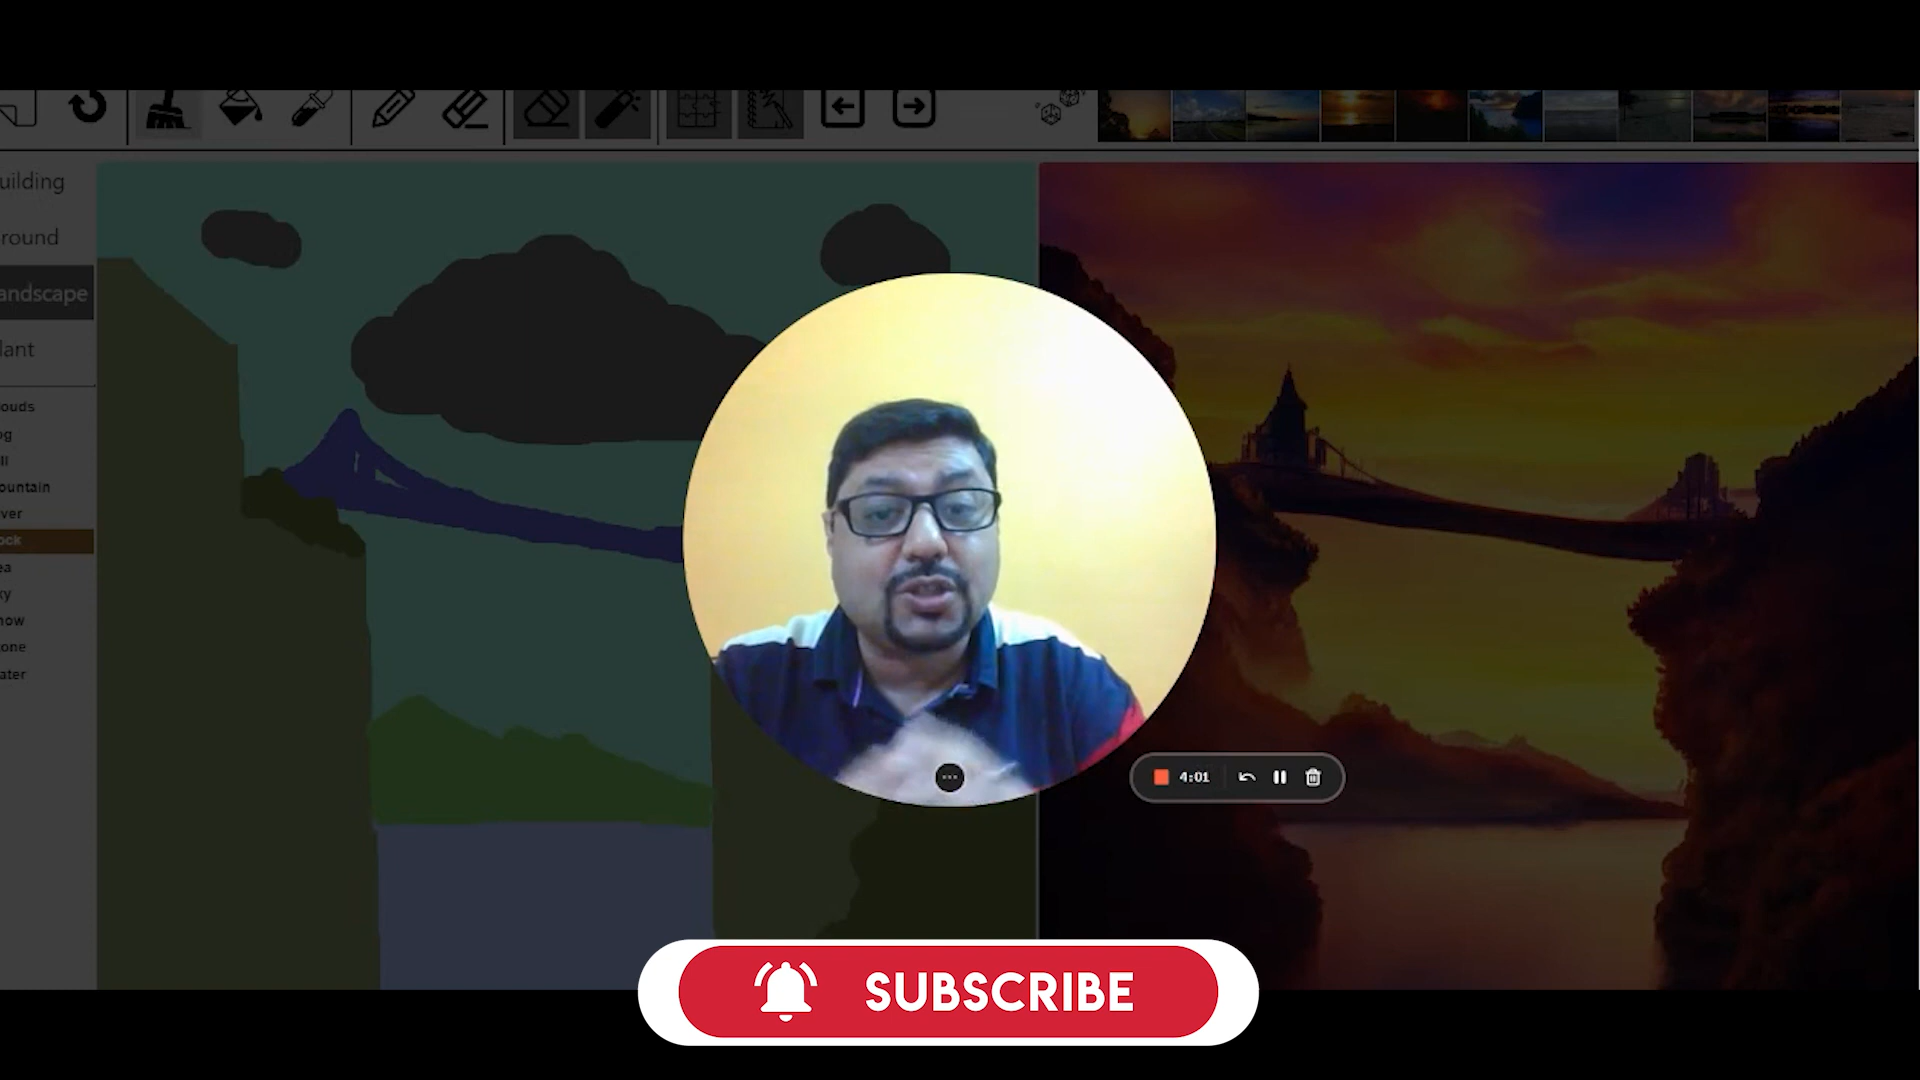 uilding
round
andscape
lant
ouds
og
ll
ountain
ver
ock
ea
ky
now
one
ater
4:01
SUBSCRIBE